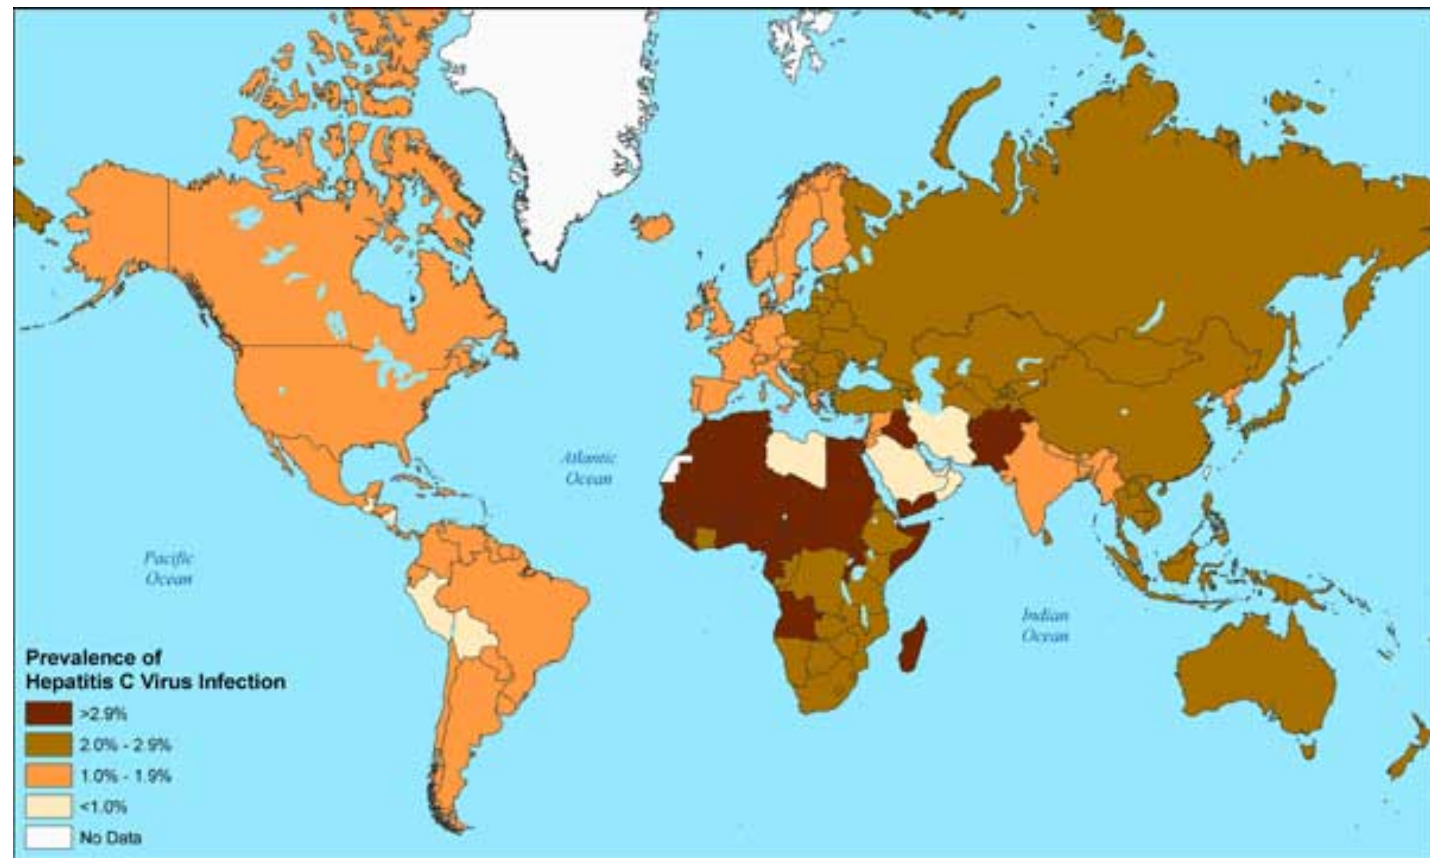 Atlantic
Ocean
Pacific
Ocean
Indian
Ocean
Prevalence of
Hepatitis C Virus Infection
>2.9%
2.0% - 2.9%
1.0% - 1.9%
<1.0%
No Data